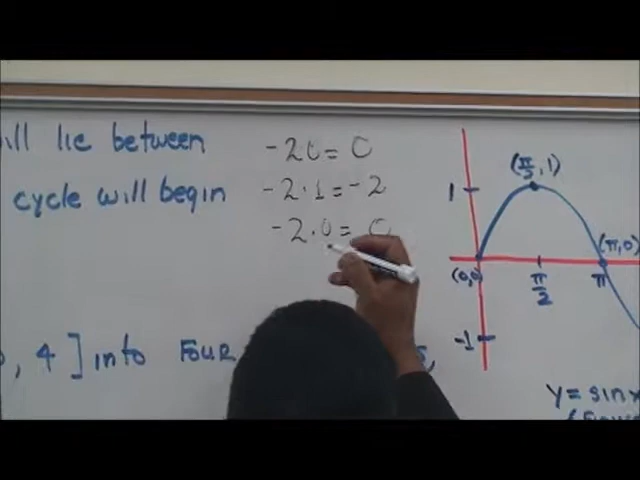 ill lie between
cycle will begin
, 4 ] into FOUR
-2 0 = 0
-2·1 = -2
-2·0 = 0
(π/2, 1)
1
(π,0)
(0,0)
π/2
π
-1
y = sin x